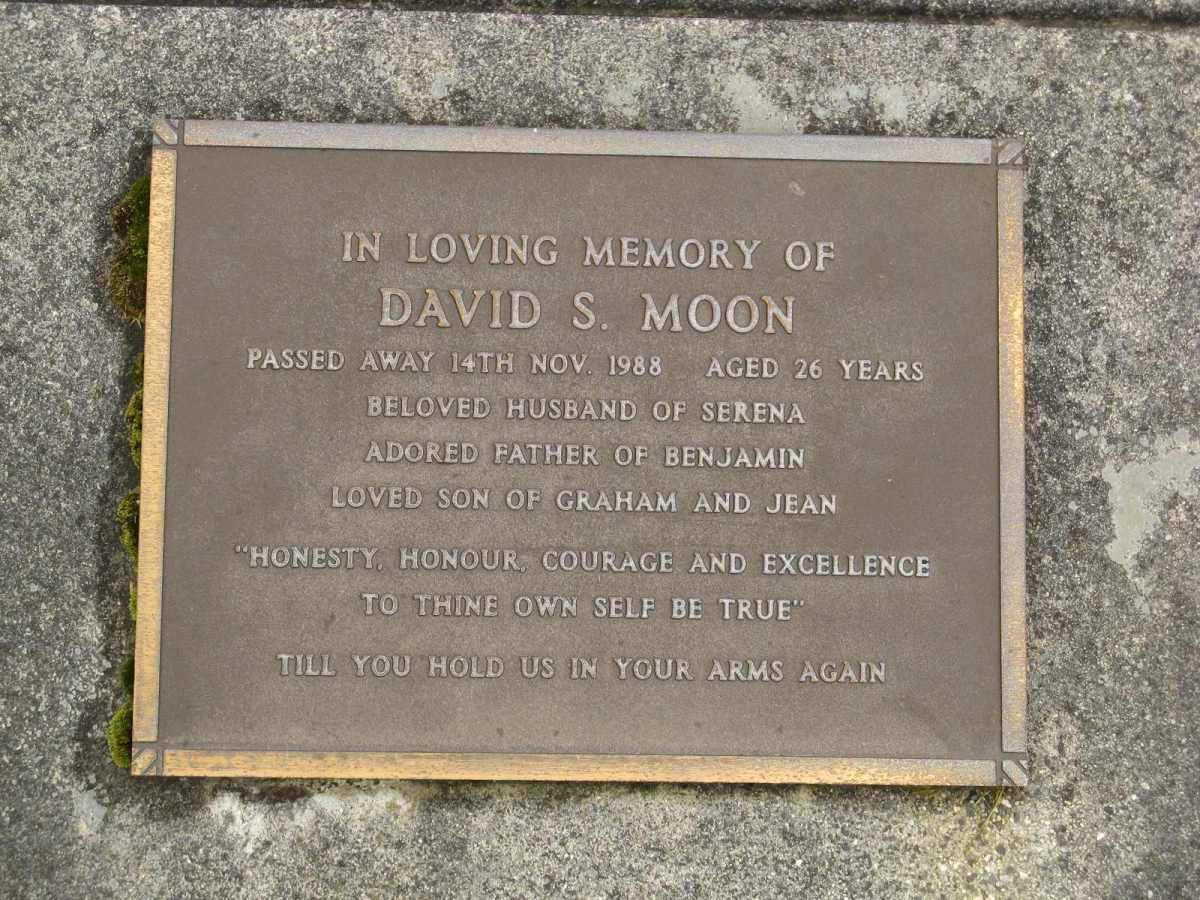 IN LOVING MEMORY OF
DAVID S. MOON
PASSED AWAY 14TH NOV. 1988 AGED 26 YEARS
BELOVED HUSBAND OF SERENA
ADORED FATHER OF BENJAMIN
LOVED SON OF GRAHAM AND JEAN
"HONESTY, HONOUR, COURAGE AND EXCELLENCE
TO THINE OWN SELF BE TRUE"
TILL YOU HOLD US IN YOUR ARMS AGAIN